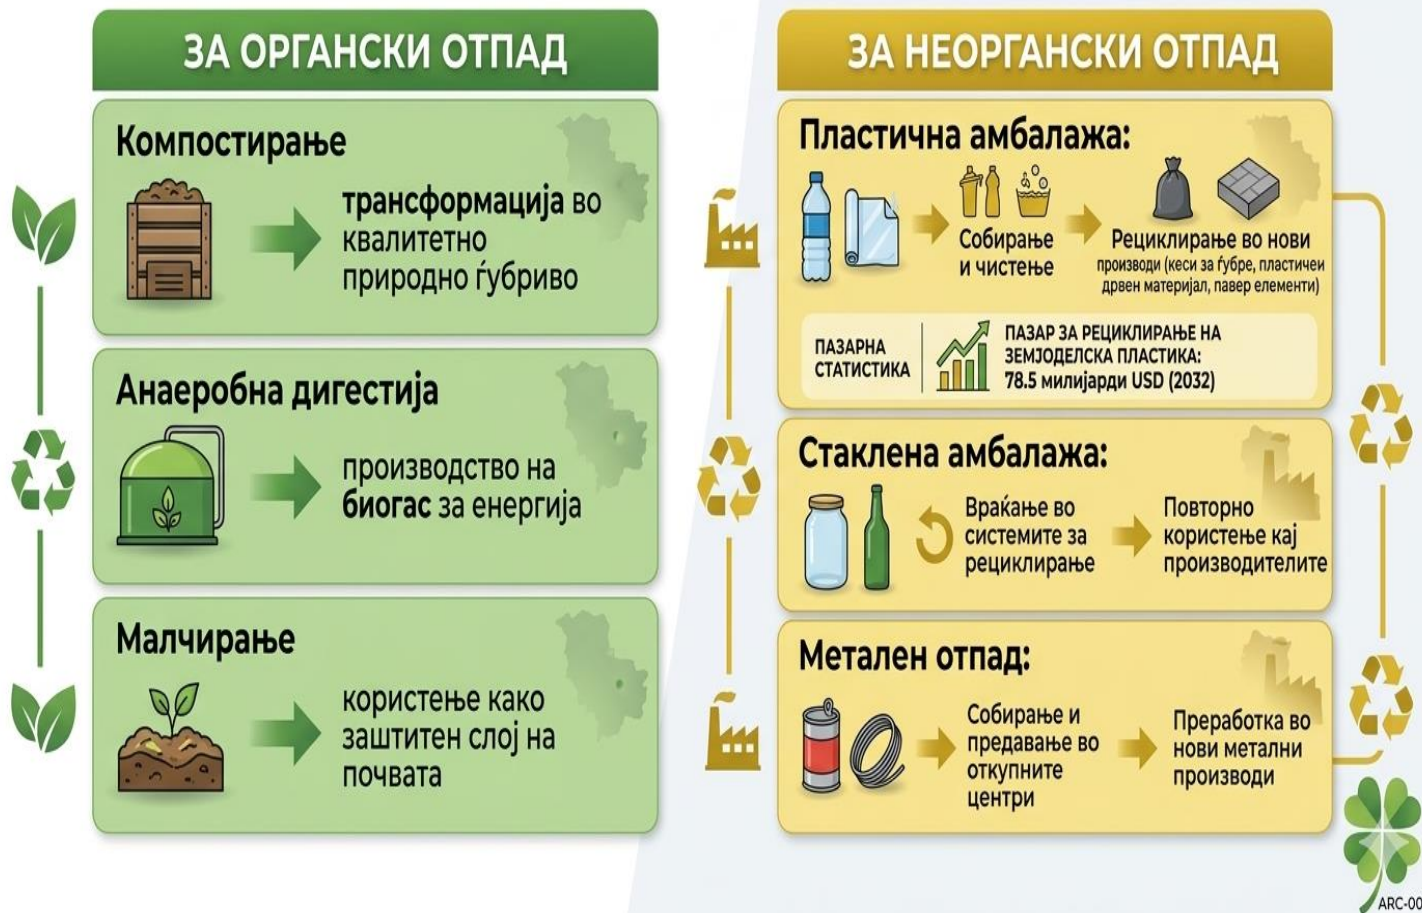 ЗА ОРГАНСКИ ОТПАД
Компостирање
трансформација во
квалитетно
природно ѓубриво
Анаеробна дигестија
производство на
биогас за енергија
Малчирање
користење како
заштитен слој на
почвата
ЗА НЕОРГАНСКИ ОТПАД
Пластична амбалажа:
Собирање
и чистење
Рециклирање во нови
производи (кеси за ѓубре, пластичен
дрвен материјал, павер елементи)
ПАЗАРНА
СТАТИСТИКА
ПАЗАР ЗА РЕЦИКЛИРАЊЕ НА
ЗЕМЈОДЕЛСКА ПЛАСТИКА:
78.5 милијарди USD (2032)
Стаклена амбалажа:
Враќање во
системите за
рециклирање
Повторно
користење кај
производителите
Метален отпад:
Собирање и
предавање во
откупните
центри
Преработка во
нови метални
производи
ARC-00